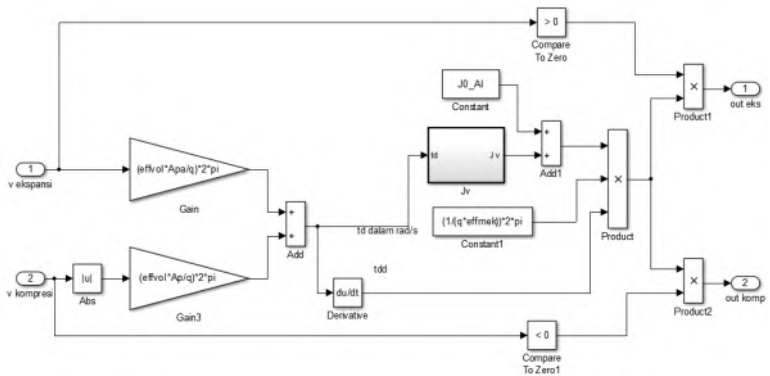 > 0
Compare
To Zero
1
v ekspansi
(effvol*Apa/q)*2*pi
Gain
J0_Al
Constant
+
+
Add1
×
Product1
1
out eks
td
Jv
Jv
(1/(q*effmek))*2*pi
Constant1
×
Product
+
+
Add
td dalam rad/s
tdd
2
v kompresi
|u|
Abs
(effvol*Ap/q)*2*pi
Gain3
du/dt
Derivative
×
Product2
2
out komp
< 0
Compare
To Zero1